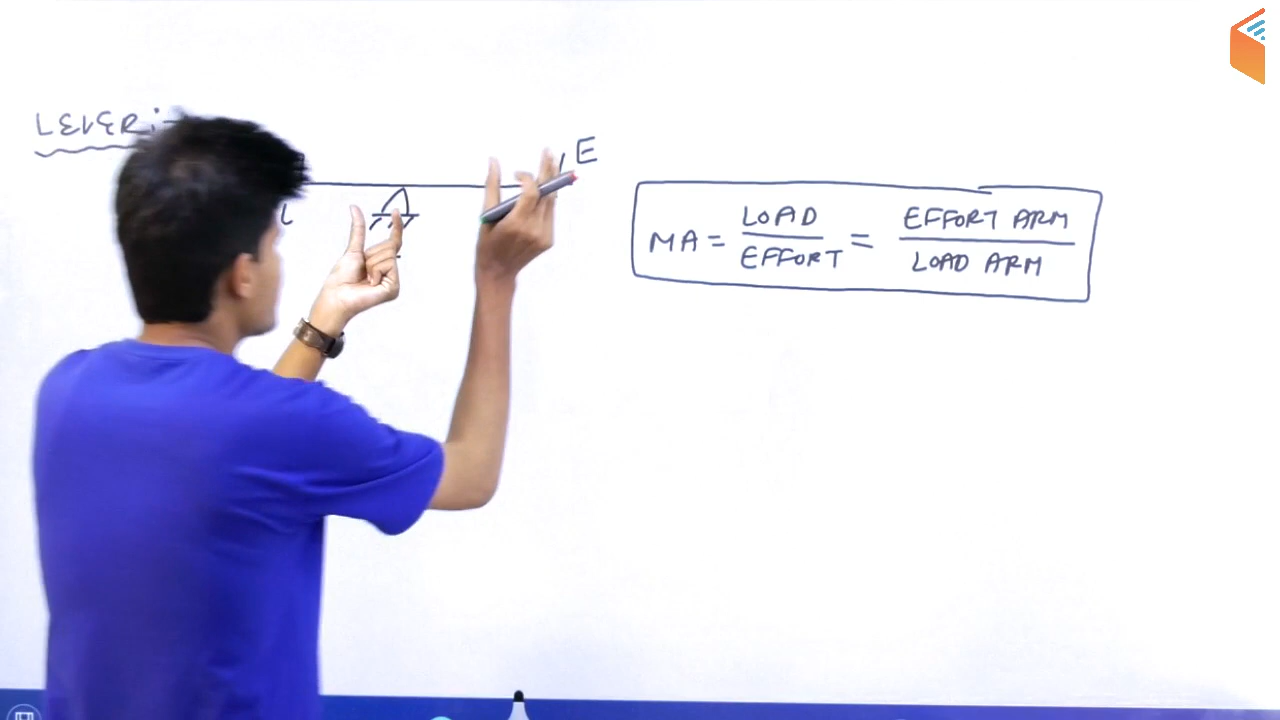 LEVER:-
E
L
MA = LOAD / EFFORT = EFFORT ARM / LOAD ARM